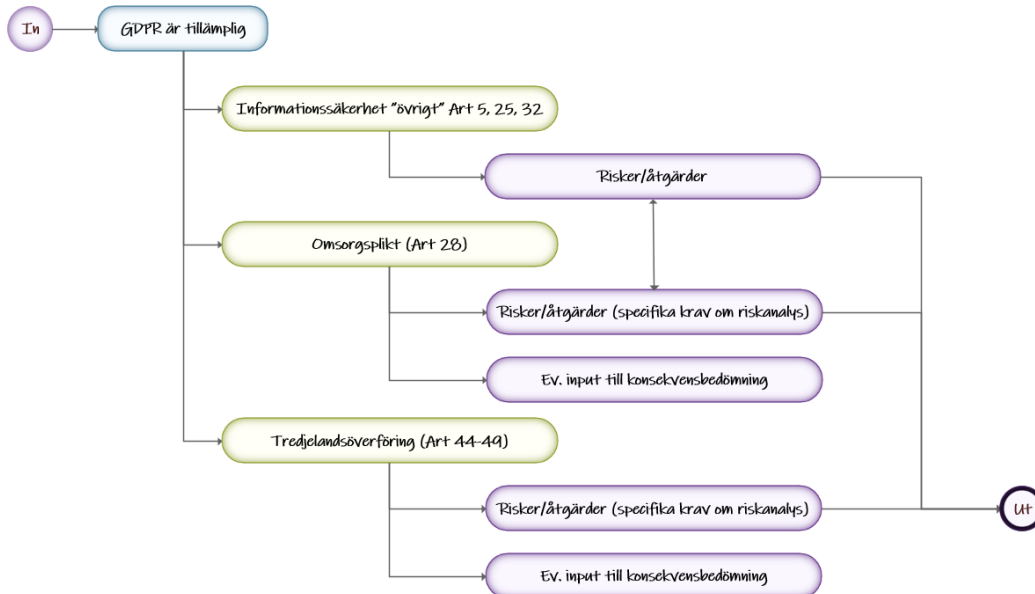 In
GDPR är tillämplig
Informationssäkerhet "övrigt" Art 5, 25, 32
Risker/åtgärder
Omsorgsplikt (Art 28)
Risker/åtgärder (specifika krav om riskanalys)
Ev. input till konsekvensbedömning
Tredjelandsöverföring (Art 44-49)
Risker/åtgärder (specifika krav om riskanalys)
Ut
Ev. input till konsekvensbedömning